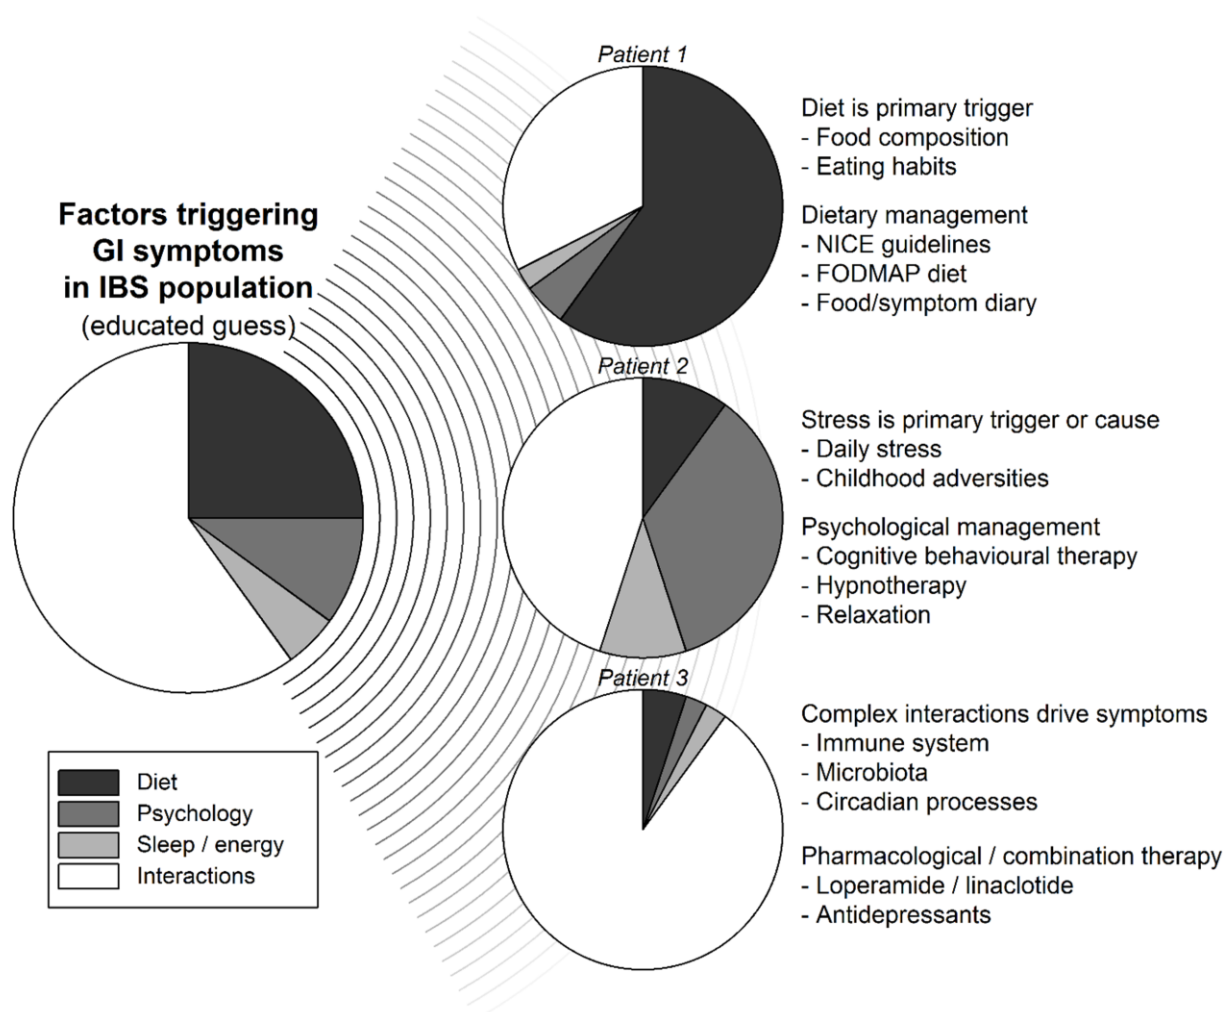 Factors triggering
GI symptoms
in IBS population
(educated guess)
Diet
Psychology
Sleep / energy
Interactions
Patient 1
Diet is primary trigger
- Food composition
- Eating habits
Dietary management
- NICE guidelines
- FODMAP diet
- Food/symptom diary
Patient 2
Stress is primary trigger or cause
- Daily stress
- Childhood adversities
Psychological management
- Cognitive behavioural therapy
- Hypnotherapy
- Relaxation
Patient 3
Complex interactions drive symptoms
- Immune system
- Microbiota
- Circadian processes
Pharmacological / combination therapy
- Loperamide / linaclotide
- Antidepressants